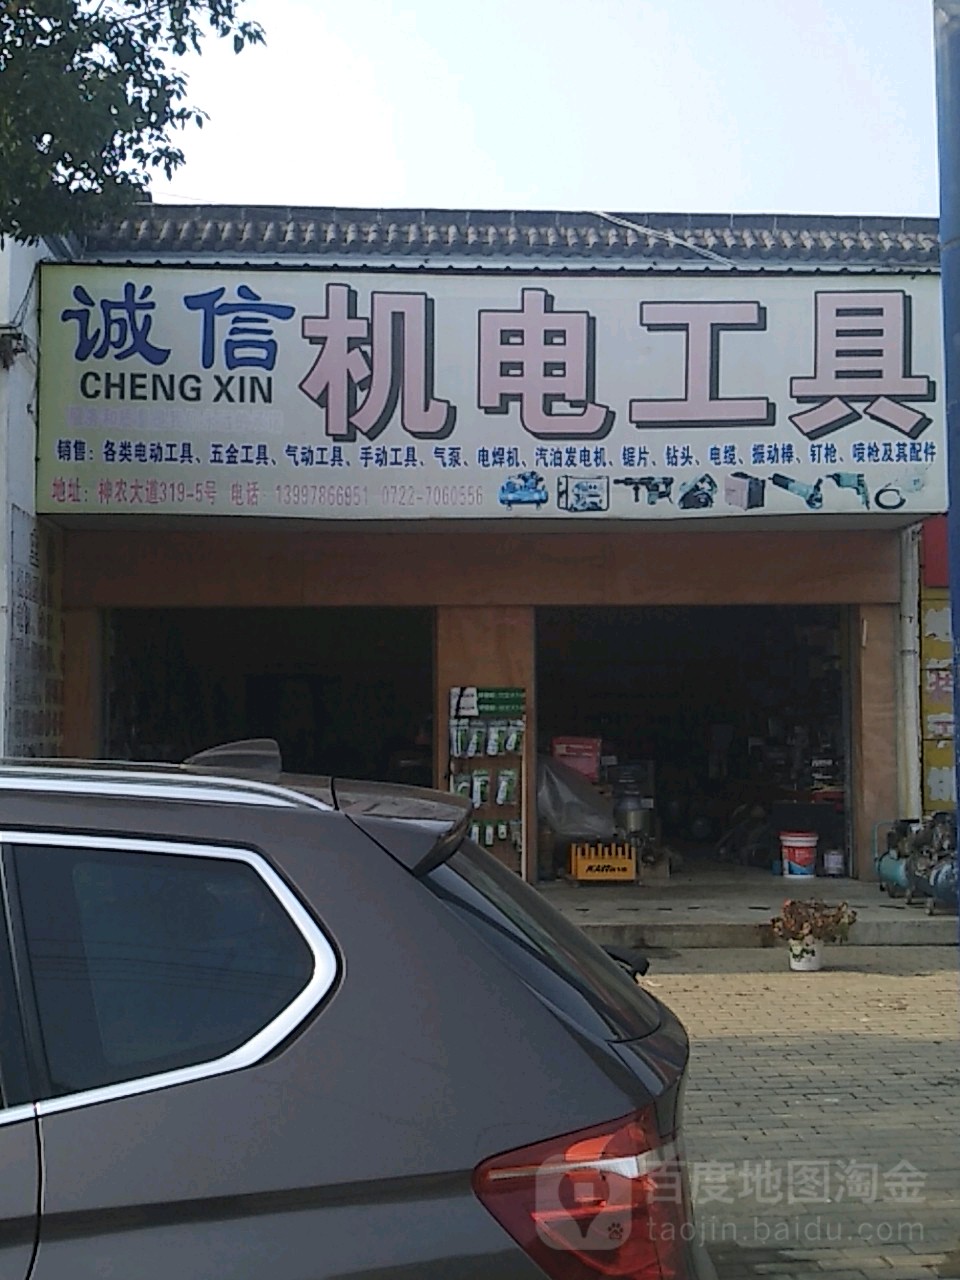 诚信 机电工具
CHENG XIN
销售：各类电动工具、五金工具、气动工具、手动工具、气泵、电焊机、汽油发电机、锯片、钻头、电缆、振动棒、钉枪、喷枪及其配件
地址：神农大道319-5号 电话：13997866951 0722-7060556
百度地图淘金
taojin.baidu.com